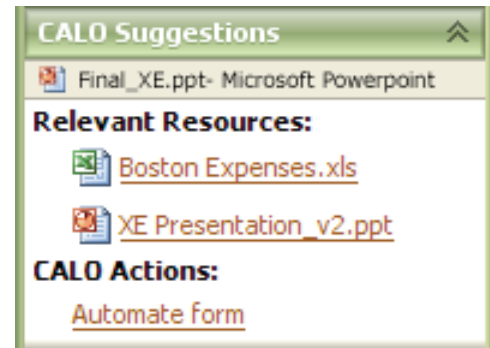 CALO Suggestions
Final_XE.ppt- Microsoft Powerpoint
Relevant Resources:
Boston Expenses.xls
XE Presentation_v2.ppt
CALO Actions:
Automate form